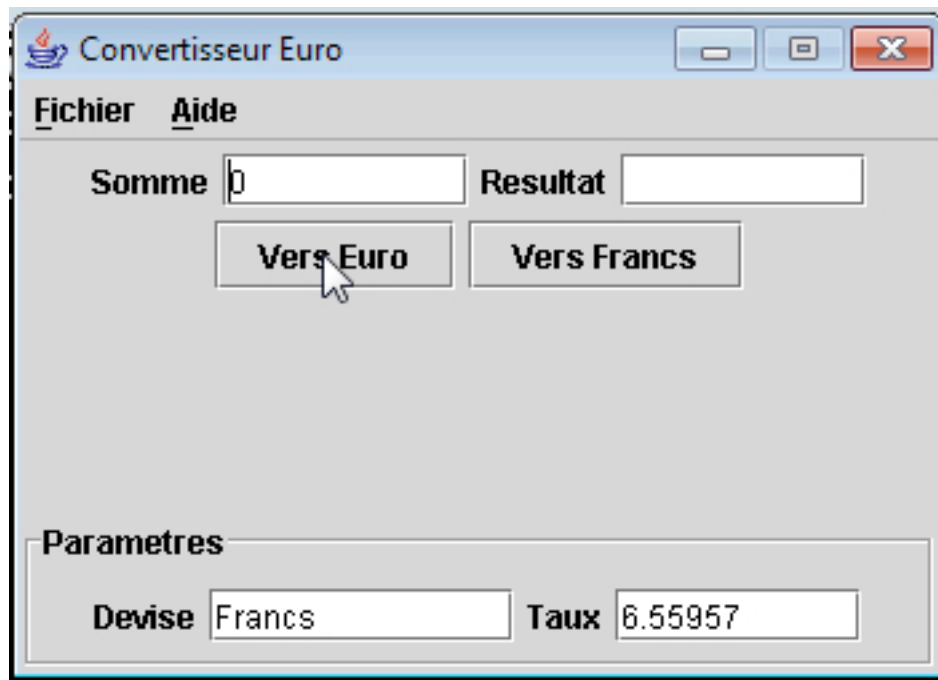 Convertisseur Euro
Fichier Aide
Somme 0 Resultat
Vers Euro Vers Francs
Parametres
Devise Francs Taux 6.55957